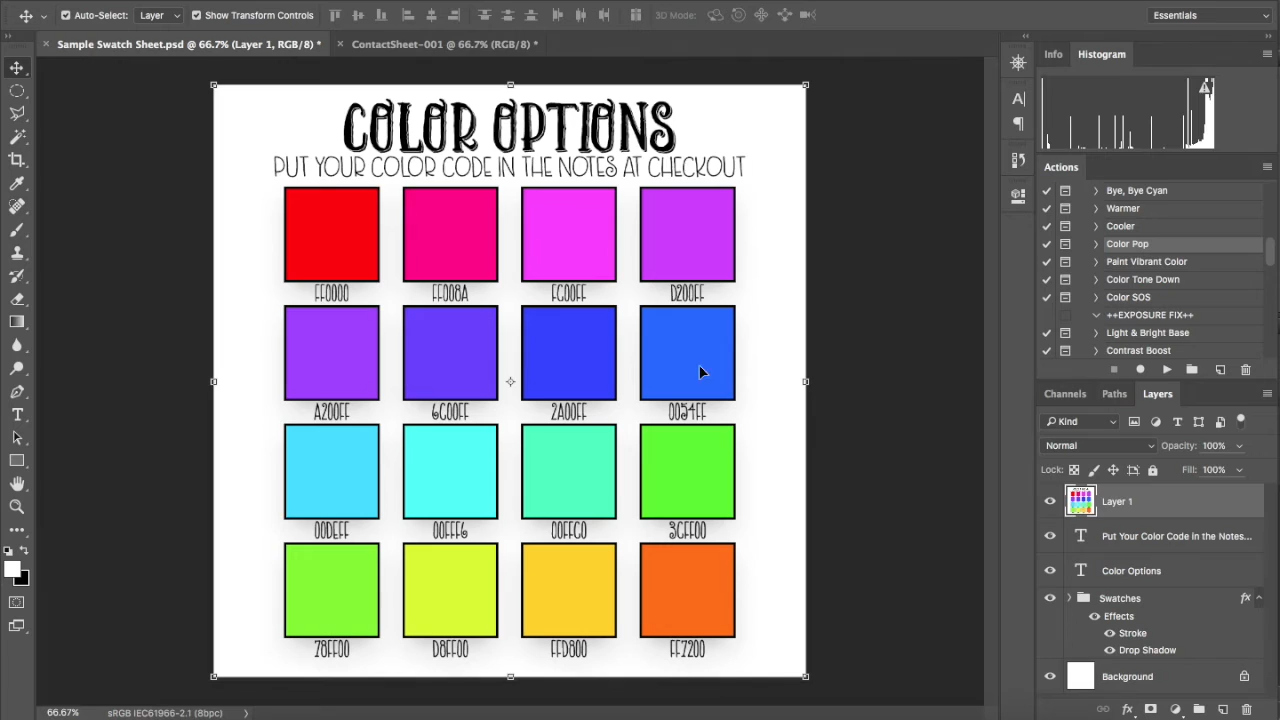 Auto-Select: Layer Show Transform Controls 3D Mode: Essentials
Sample Swatch Sheet.psd @ 66.7% (Layer 1, RGB/8) * ContactSheet-001 @ 66.7% (RGB/8) *
COLOR OPTIONS
PUT YOUR COLOR CODE IN THE NOTES AT CHECKOUT
FF0000 FF008A FC00FF D200FF
A200FF 6C00FF 2A00FF 0054FF
00DEFF 00FFF6 00FFC0 3CFF00
78FF00 D8FF00 FFD800 FF7200
66.67% sRGB IEC61966-2.1 (8bpc)
Info Histogram
Actions
Bye, Bye Cyan
Warmer
Cooler
Color Pop
Paint Vibrant Color
Color Tone Down
Color SOS
++EXPOSURE FIX++
Light & Bright Base
Contrast Boost
Channels Paths Layers
Kind
Normal Opacity: 100%
Lock: Fill: 100%
Layer 1
T Put Your Color Code in the Notes...
T Color Options
Swatches fx
Effects
Stroke
Drop Shadow
Background